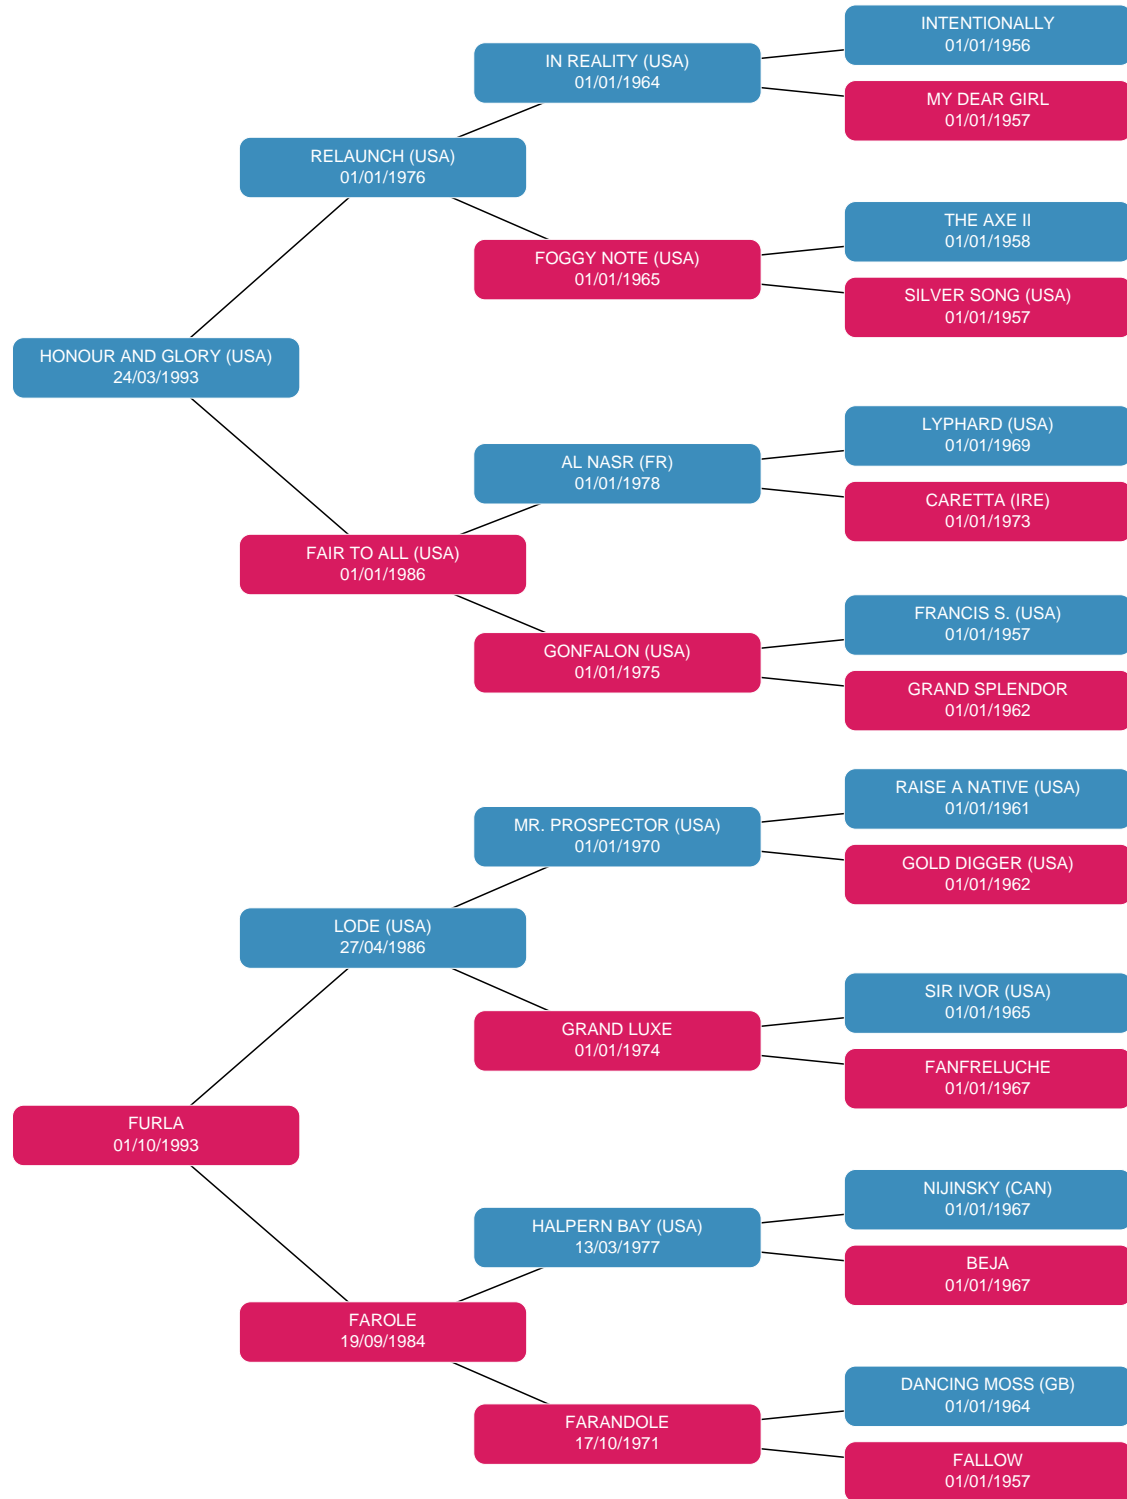 INTENTIONALLY
01/01/1956
IN REALITY (USA)
01/01/1964
MY DEAR GIRL
01/01/1957
RELAUNCH (USA)
01/01/1976
THE AXE II
01/01/1958
FOGGY NOTE (USA)
01/01/1965
SILVER SONG (USA)
01/01/1957
HONOUR AND GLORY (USA)
24/03/1993
LYPHARD (USA)
01/01/1969
AL NASR (FR)
01/01/1978
CARETTA (IRE)
01/01/1973
FAIR TO ALL (USA)
01/01/1986
FRANCIS S. (USA)
01/01/1957
GONFALON (USA)
01/01/1975
GRAND SPLENDOR
01/01/1962
RAISE A NATIVE (USA)
01/01/1961
MR. PROSPECTOR (USA)
01/01/1970
GOLD DIGGER (USA)
01/01/1962
LODE (USA)
27/04/1986
SIR IVOR (USA)
01/01/1965
GRAND LUXE
01/01/1974
FANFRELUCHE
01/01/1967
FURLA
01/10/1993
NIJINSKY (CAN)
01/01/1967
HALPERN BAY (USA)
13/03/1977
BEJA
01/01/1967
FAROLE
19/09/1984
DANCING MOSS (GB)
01/01/1964
FARANDOLE
17/10/1971
FALLOW
01/01/1957